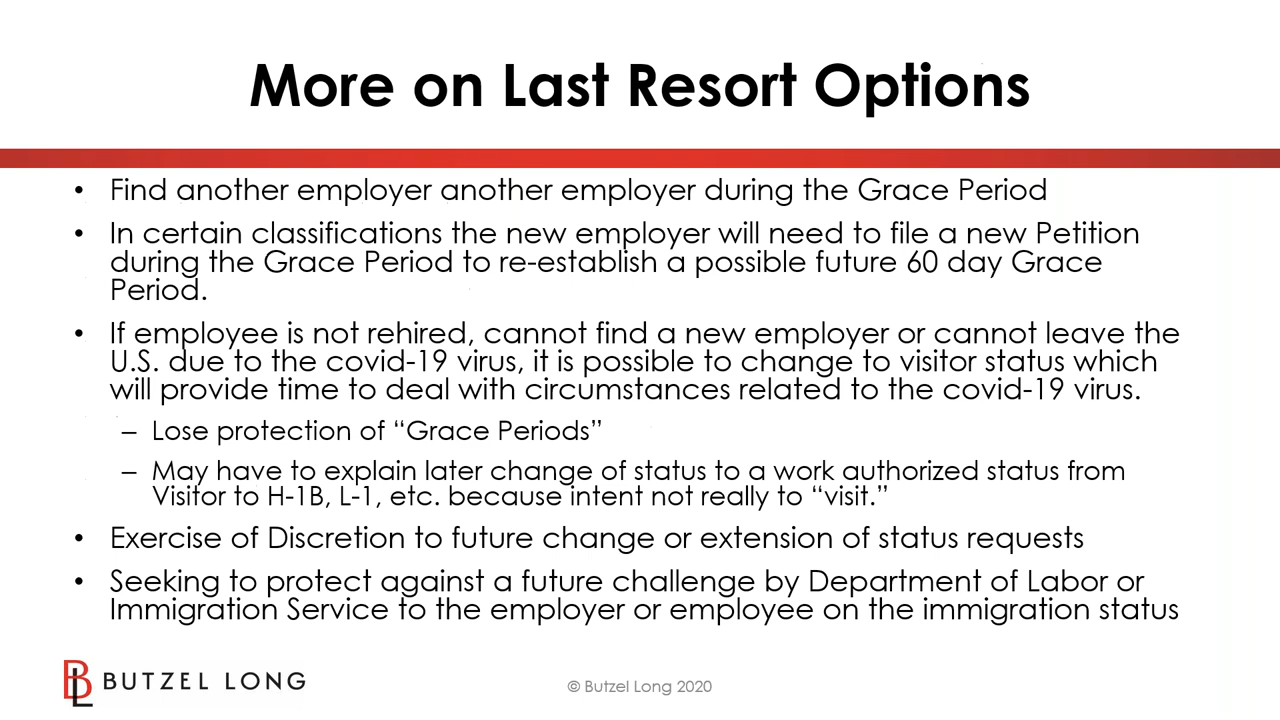 More on Last Resort Options
• Find another employer another employer during the Grace Period
• In certain classifications the new employer will need to file a new Petition
during the Grace Period to re-establish a possible future 60 day Grace
Period.
• If employee is not rehired, cannot find a new employer or cannot leave the
U.S. due to the covid-19 virus, it is possible to change to visitor status which
will provide time to deal with circumstances related to the covid-19 virus.
– Lose protection of “Grace Periods”
– May have to explain later change of status to a work authorized status from
Visitor to H-1B, L-1, etc. because intent not really to “visit.”
• Exercise of Discretion to future change or extension of status requests
• Seeking to protect against a future challenge by Department of Labor or
Immigration Service to the employer or employee on the immigration status
BL BUTZEL LONG
© Butzel Long 2020